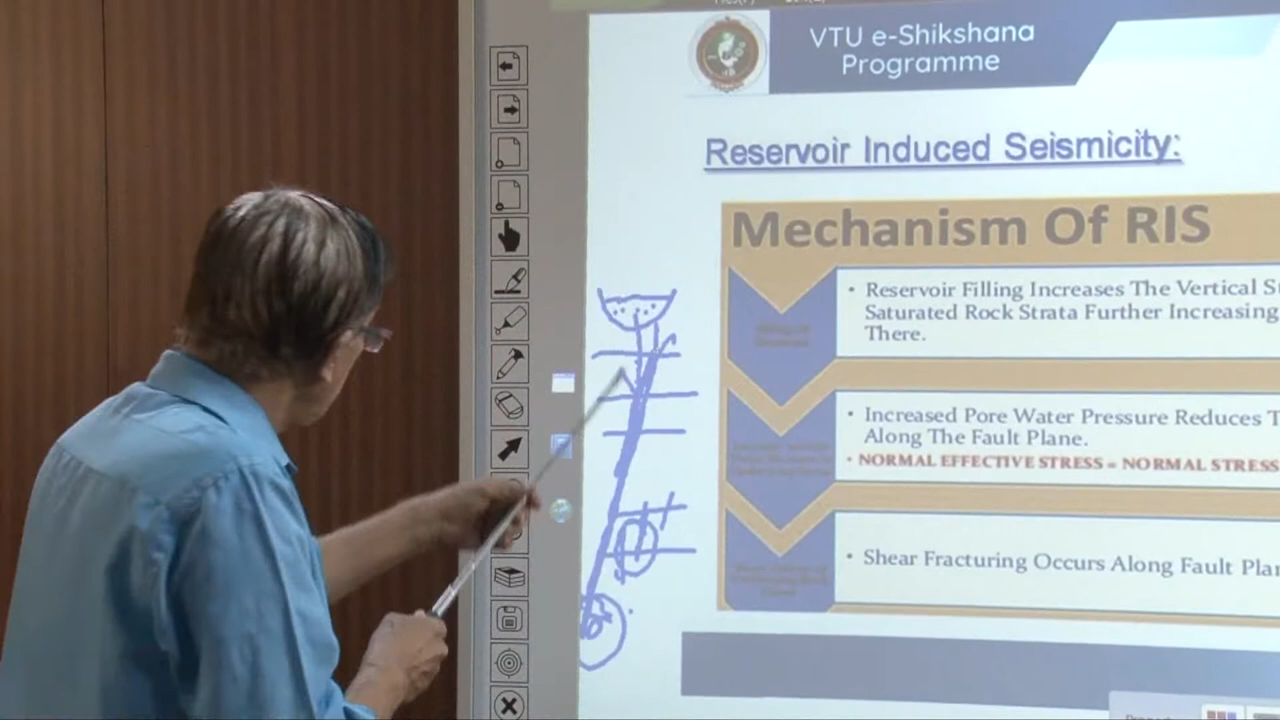 VTU e-Shikshana
Programme
Reservoir Induced Seismicity:
Mechanism Of RIS
• Reservoir Filling Increases The Vertical
Saturated Rock Strata Further Increasing
There.
• Increased Pore Water Pressure Reduces
Along The Fault Plane.
• NORMAL EFFECTIVE STRESS = NORMAL STRESS
• Shear Fracturing Occurs Along Fault